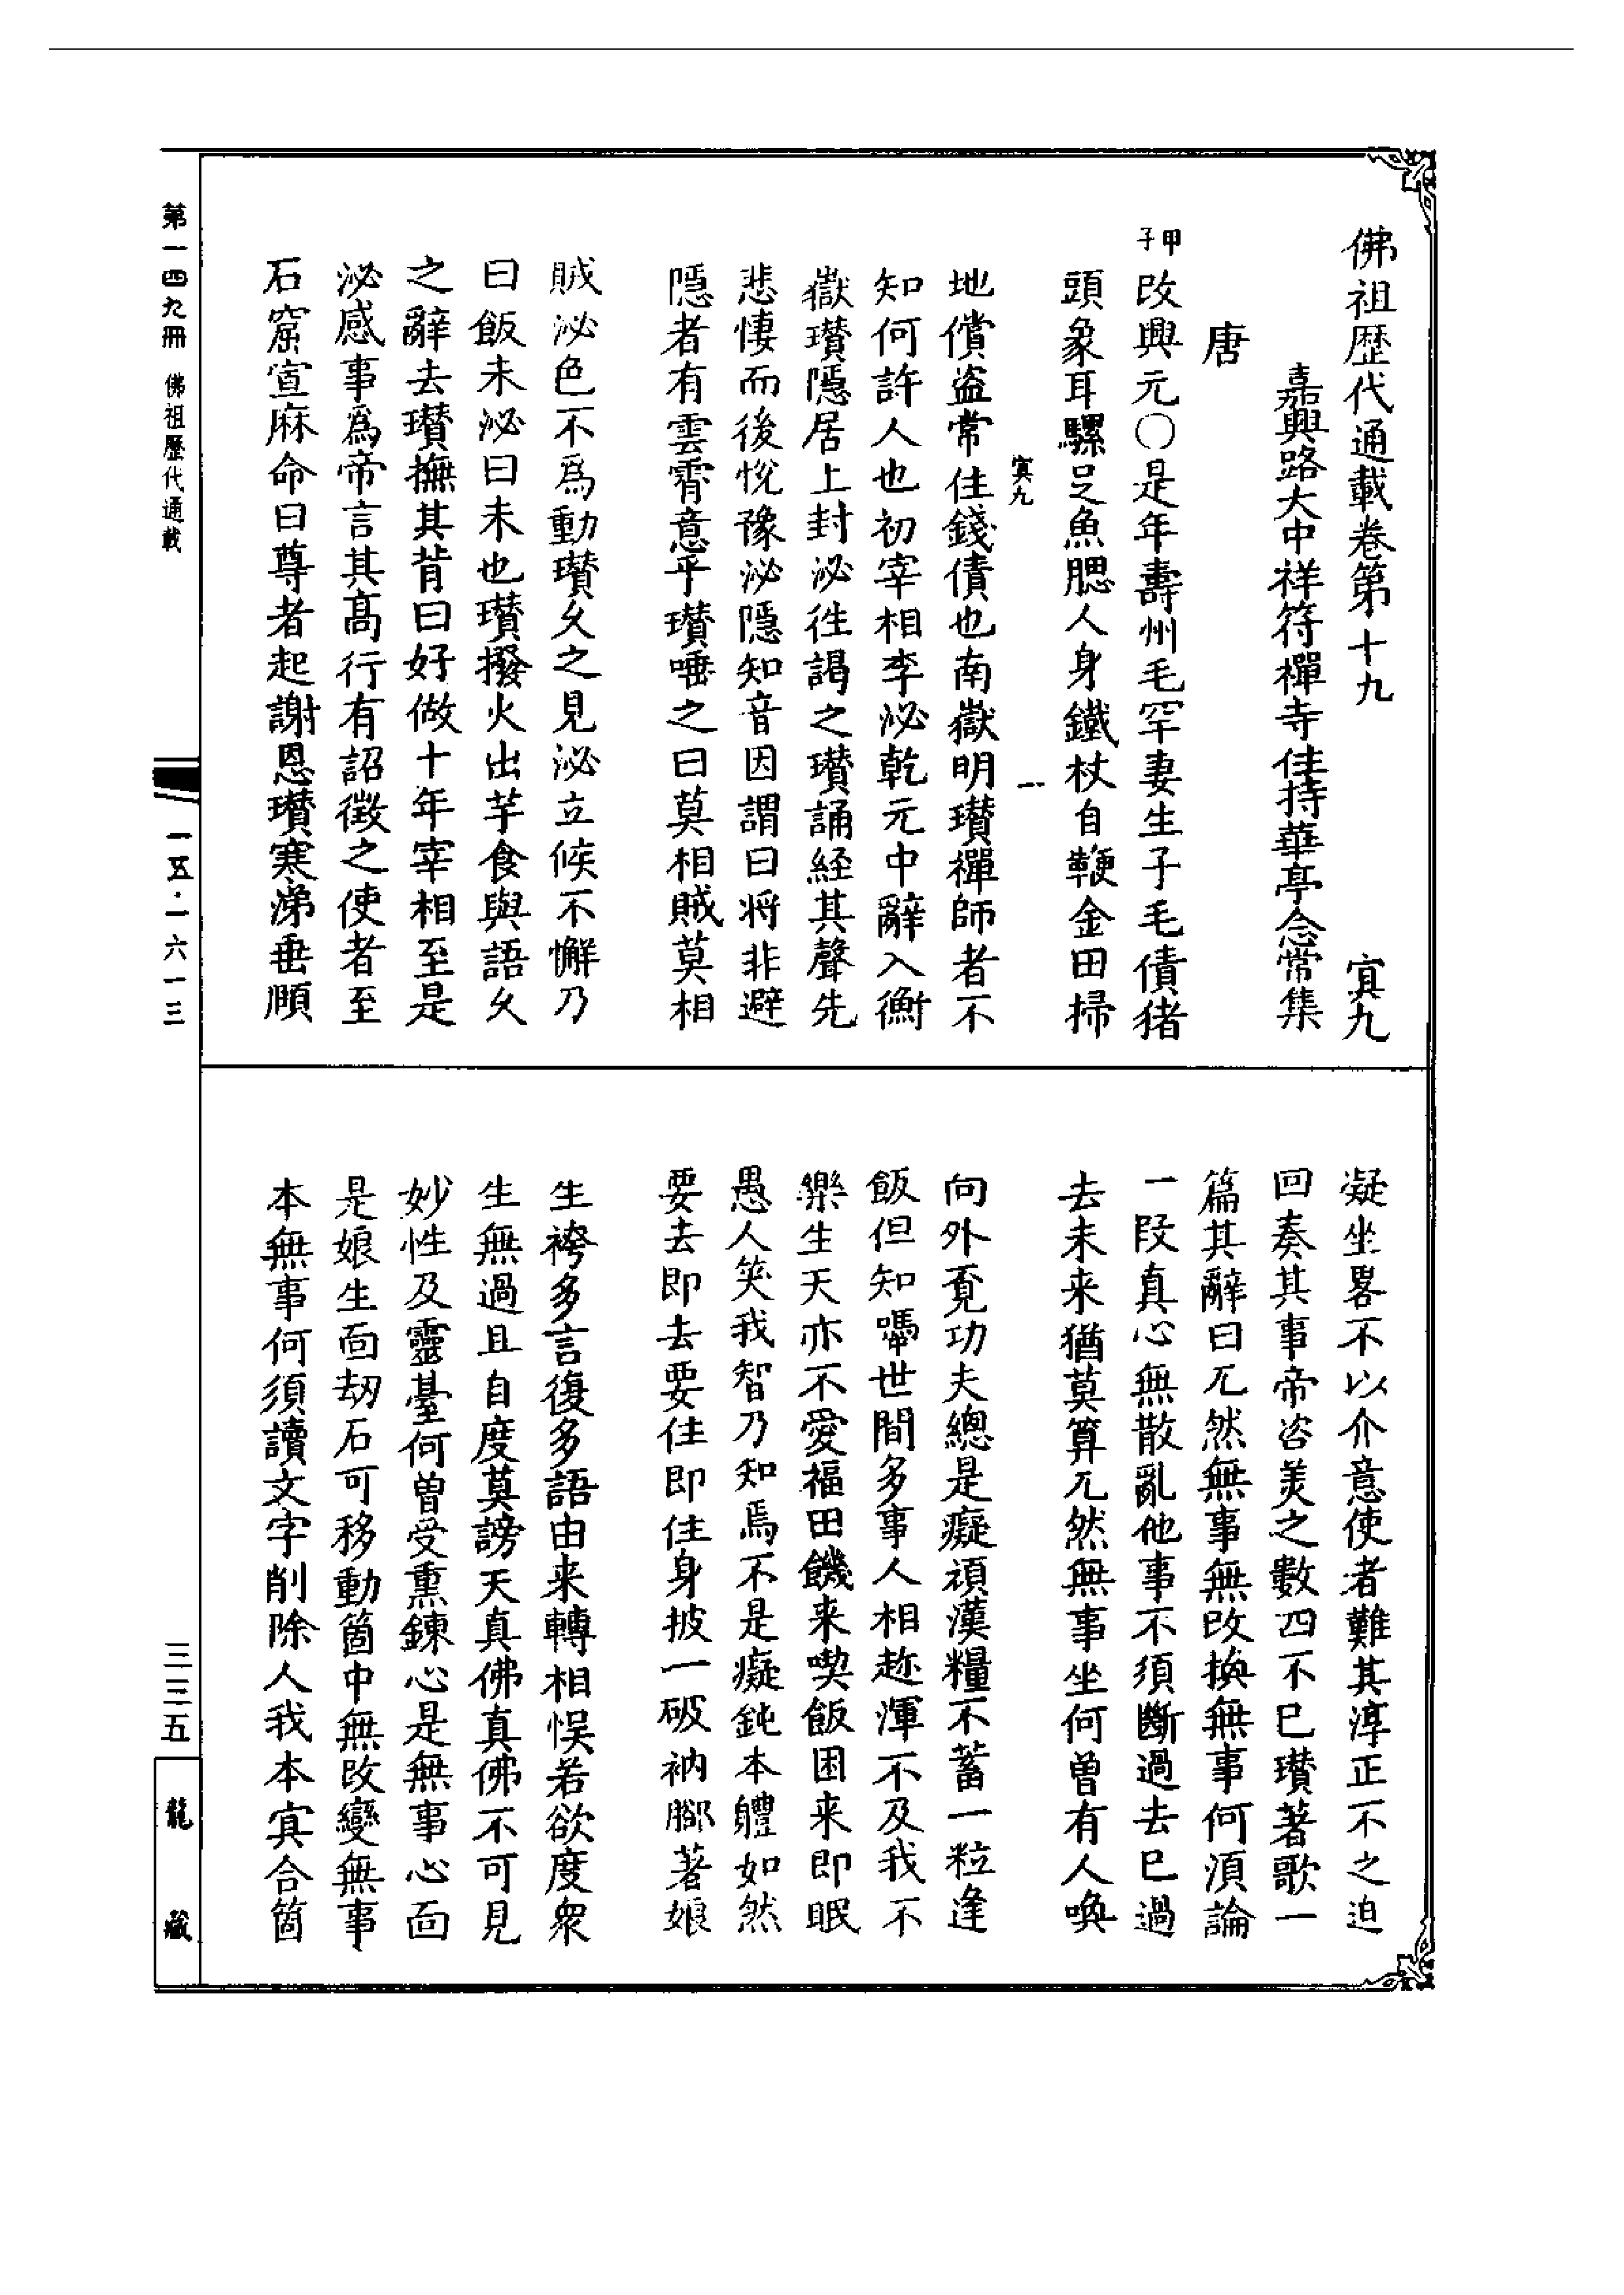 佛祖歴代通載卷第十九 寘九
嘉興路大中祥符禪寺住持華亭念常集
唐
甲子 改興元〇是年壽州毛罕妻生子毛債猪
頭象耳騾足魚腮人身鐵杖自鞭金田掃
寘九 一
地償盗常住錢債也南嶽明瓚禪師者不
知何許人也初宰相李泌乾元中辭入衡
嶽瓚隱居上封泌往謁之瓚誦經其聲先
悲悽而後悅豫泌隱知音因謂曰將非避
隱者有雲霄意乎瓚唾之曰莫相賊莫相
賊泌色不爲動瓚久之見泌立候不懈乃
曰飯未泌曰未也瓚撥火出芋食與語久
之辭去瓚撫其背曰好做十年宰相至是
泌感事爲帝言其高行有詔徵之使者至
石窟宣麻命曰尊者起謝恩瓚寒涕垂頤
凝坐畧不以介意使者難其淳正不之迫
回奏其事帝咨羙之數四不巳瓚著歌一
篇其辭曰兀然無事無改換無事何湏論
一段真心無散亂他事不須斷過去巳過
去未来猶莫算兀然無事坐何曽有人喚
向外覔功夫總是癡頑漢糧不蓄一粒逢
飯但知𠿒世間多事人相趂渾不及我不
樂生天亦不愛福田饑来喫飯困来即眠
愚人笑我智乃知焉不是癡鈍本軆如然
要去即去要住即住身披一破衲腳著娘
生袴多言復多語由来轉相悞若欲度衆
生無過且自度莫謗天真佛真佛不可見
妙性及靈臺何曽受熏鍊心是無事心面
是娘生面劫石可移動箇中無改變無事
本無事何須讀文字削除人我本㝠合箇
第一四九冊 佛祖歷代通載
一五·一六一三
三三五
龍藏